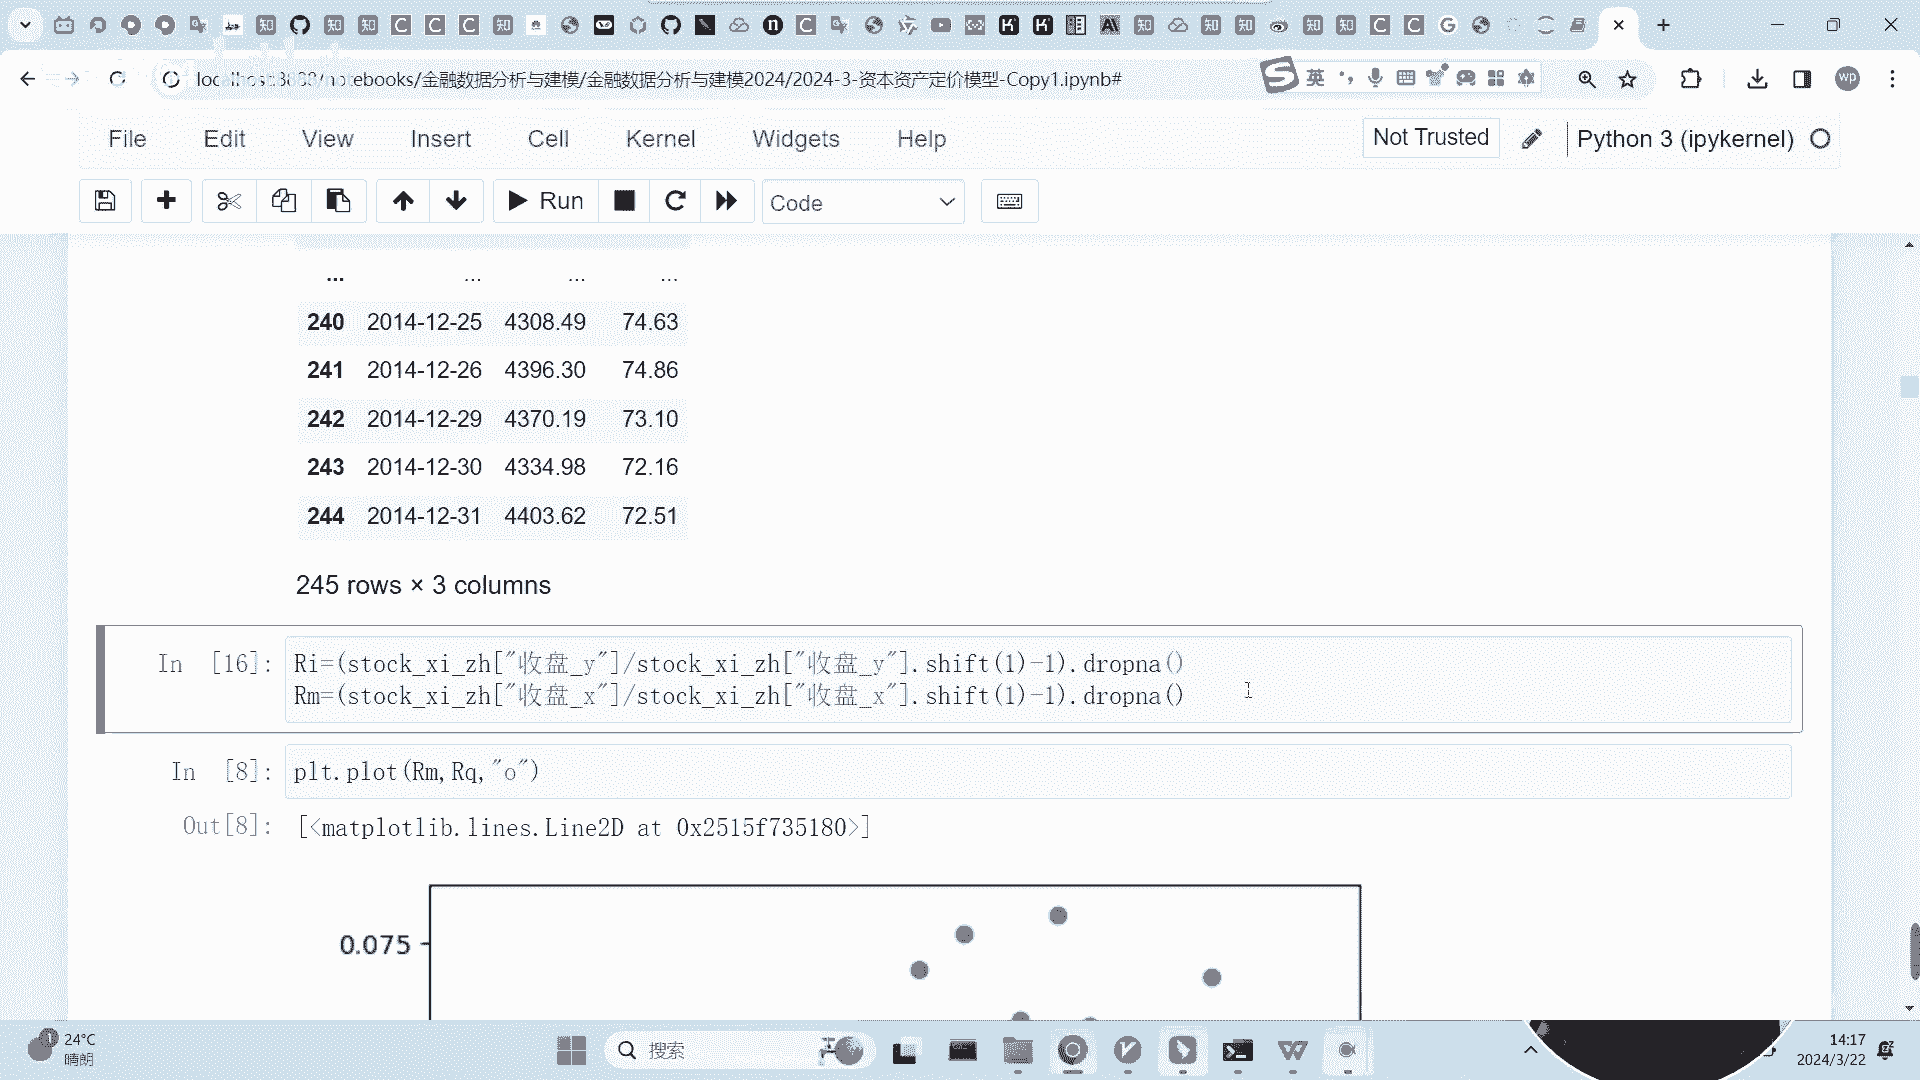 localhost:8888/notebooks/金融数据分析与建模/金融数据分析与建模2024/2024-3-资本资产定价模型-Copy1.ipynb#
英
wp
File Edit View Insert Cell Kernel Widgets Help
Not Trusted
Python 3 (ipykernel)
Run
Code
... ... ... ...
240 2014-12-25 4308.49 74.63
241 2014-12-26 4396.30 74.86
242 2014-12-29 4370.19 73.10
243 2014-12-30 4334.98 72.16
244 2014-12-31 4403.62 72.51
245 rows × 3 columns
In [16]: Ri=(stock_xi_zh["收盘_y"]/stock_xi_zh["收盘_y"].shift(1)-1).dropna()
Rm=(stock_xi_zh["收盘_x"]/stock_xi_zh["收盘_x"].shift(1)-1).dropna()
In [8]: plt.plot(Rm,Rq,"o")
Out[8]: [<matplotlib.lines.Line2D at 0x2515f735180>]
0.075
24°C
晴朗
搜索
14:17
2024/3/22